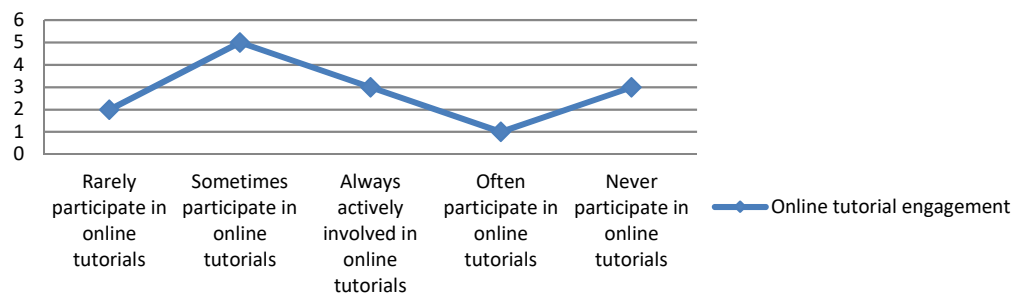 6
5
4
3
2
1
0
Rarely
participate in
online
tutorials
Sometimes
participate in
online
tutorials
Always
actively
involved in
online
tutorials
Often
participate in
online
tutorials
Never
participate in
online
tutorials
Online tutorial engagement